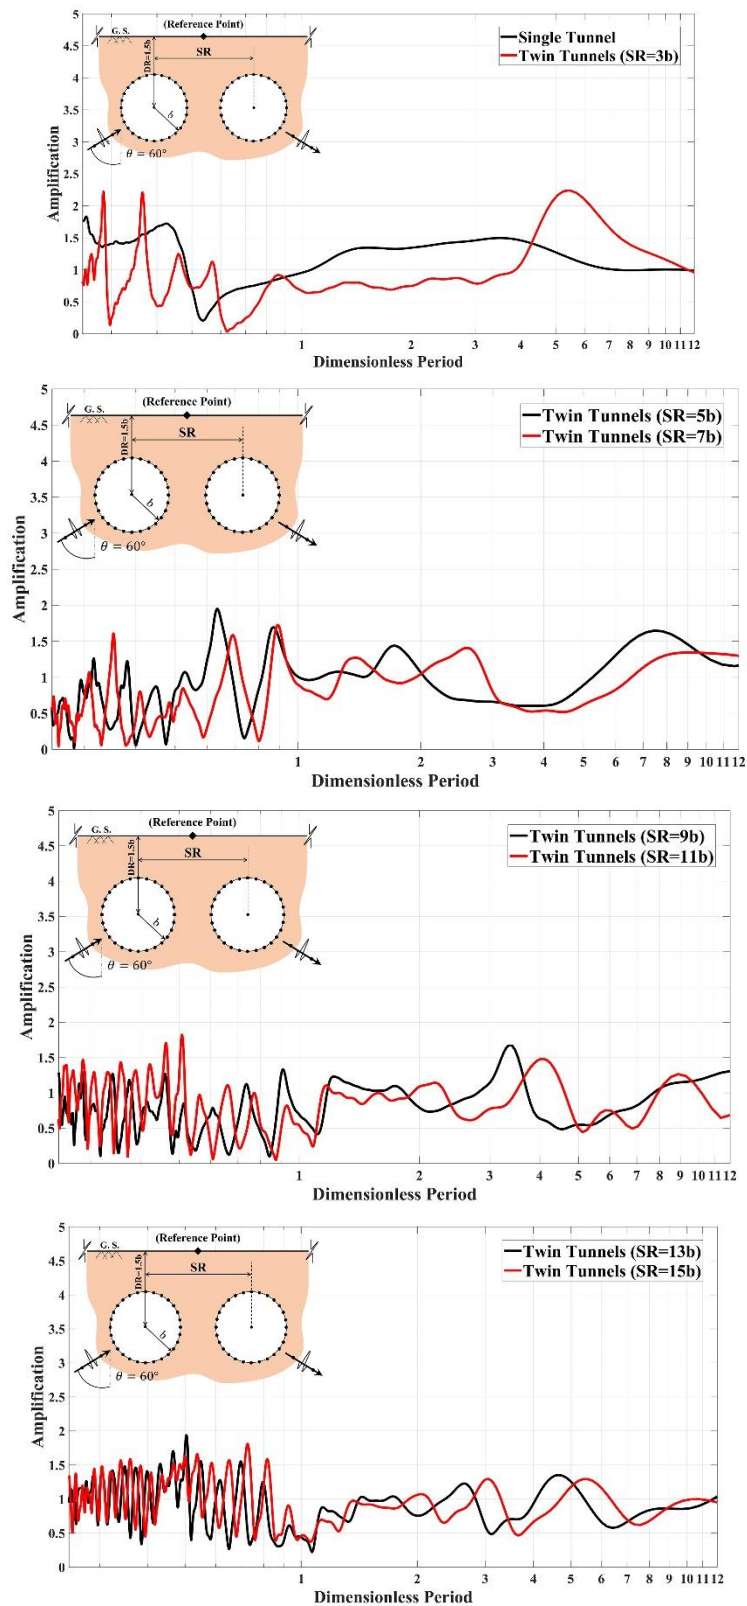 (Reference Point)
G. S.
DR=1.5b
SR
b
θ = 60°
Single Tunnel
Twin Tunnels (SR=3b)
Amplification
5
4.5
4
3.5
3
2.5
2
1.5
1
0.5
0
1 2 3 4 5 6 7 8 9 10 11 12
Dimensionless Period
(Reference Point)
G. S.
DR=1.5b
SR
b
θ = 60°
Twin Tunnels (SR=5b)
Twin Tunnels (SR=7b)
Amplification
5
4.5
4
3.5
3
2.5
2
1.5
1
0.5
0
1 2 3 4 5 6 7 8 9 10 11 12
Dimensionless Period
(Reference Point)
G. S.
DR=1.5b
SR
b
θ = 60°
Twin Tunnels (SR=9b)
Twin Tunnels (SR=11b)
Amplification
5
4.5
4
3.5
3
2.5
2
1.5
1
0.5
0
1 2 3 4 5 6 7 8 9 10 11 12
Dimensionless Period
(Reference Point)
G. S.
DR=1.5b
SR
b
θ = 60°
Twin Tunnels (SR=13b)
Twin Tunnels (SR=15b)
Amplification
5
4.5
4
3.5
3
2.5
2
1.5
1
0.5
0
1 2 3 4 5 6 7 8 9 10 11 12
Dimensionless Period